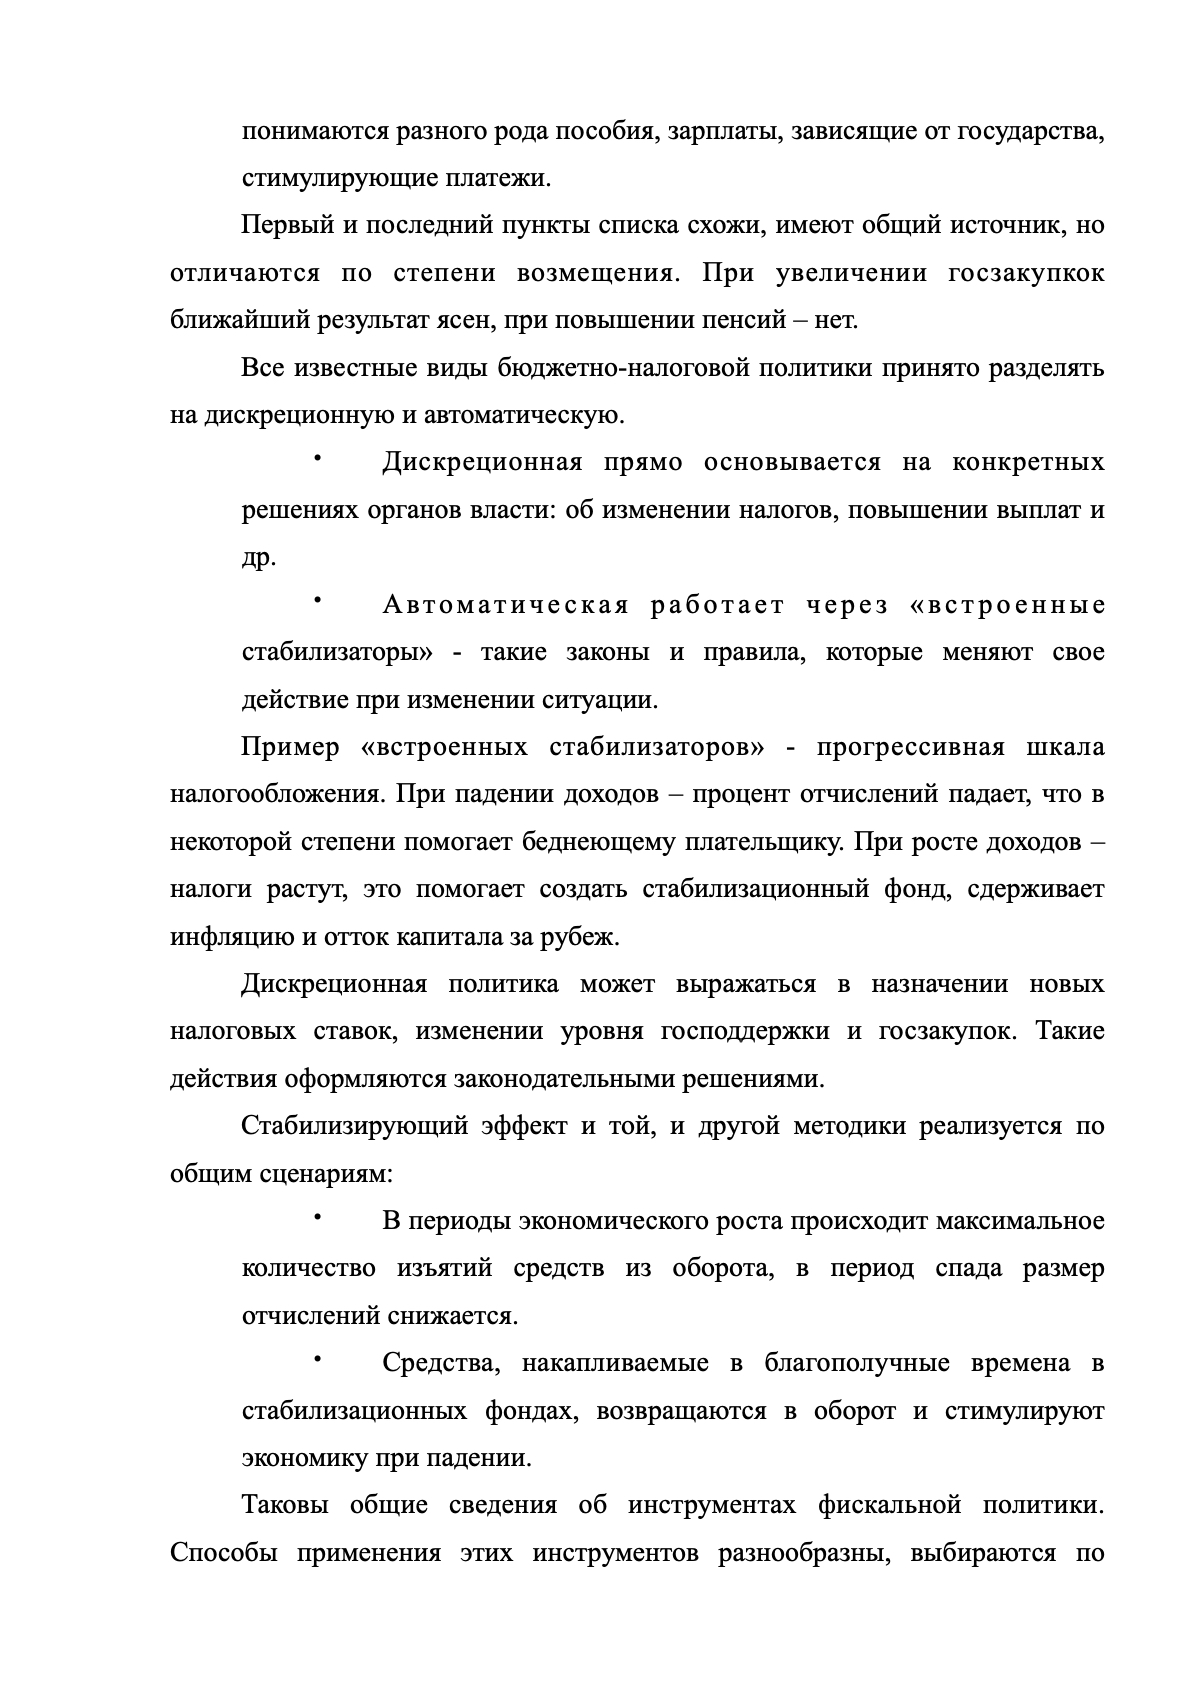 понимаются разного рода пособия, зарплаты, зависящие от государства,
стимулирующие платежи.
Первый и последний пункты списка схожи, имеют общий источник, но
отличаются по степени возмещения. При увеличении госзакупкок
ближайший результат ясен, при повышении пенсий – нет.
Все известные виды бюджетно-налоговой политики принято разделять
на дискреционную и автоматическую.
• Дискреционная прямо основывается на конкретных
решениях органов власти: об изменении налогов, повышении выплат и
др.
• Автоматическая работает через «встроенные
стабилизаторы» - такие законы и правила, которые меняют свое
действие при изменении ситуации.
Пример «встроенных стабилизаторов» - прогрессивная шкала
налогообложения. При падении доходов – процент отчислений падает, что в
некоторой степени помогает беднеющему плательщику. При росте доходов –
налоги растут, это помогает создать стабилизационный фонд, сдерживает
инфляцию и отток капитала за рубеж.
Дискреционная политика может выражаться в назначении новых
налоговых ставок, изменении уровня господдержки и госзакупок. Такие
действия оформляются законодательными решениями.
Стабилизирующий эффект и той, и другой методики реализуется по
общим сценариям:
• В периоды экономического роста происходит максимальное
количество изъятий средств из оборота, в период спада размер
отчислений снижается.
• Средства, накапливаемые в благополучные времена в
стабилизационных фондах, возвращаются в оборот и стимулируют
экономику при падении.
Таковы общие сведения об инструментах фискальной политики.
Способы применения этих инструментов разнообразны, выбираются по